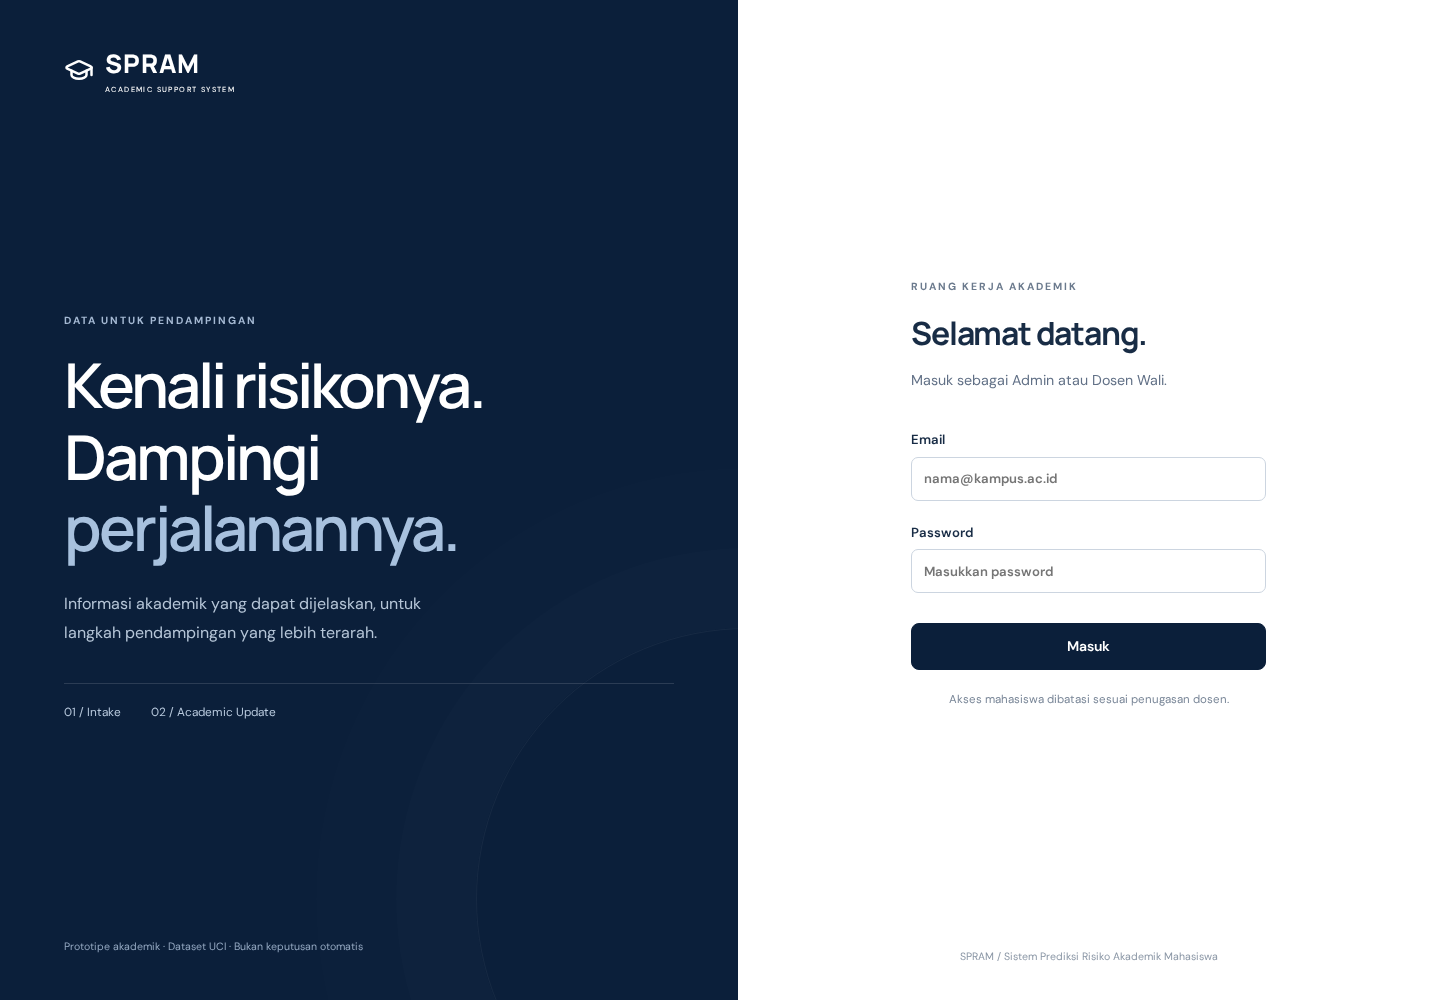 SPRAM
ACADEMIC SUPPORT SYSTEM
DATA UNTUK PENDAMPINGAN
Kenali risikonya.
Dampingi
perjalanannya.
Informasi akademik yang dapat dijelaskan, untuk
langkah pendampingan yang lebih terarah.
01 / Intake
02 / Academic Update
Prototipe akademik · Dataset UCI · Bukan keputusan otomatis
RUANG KERJA AKADEMIK
Selamat datang.
Masuk sebagai Admin atau Dosen Wali.
Email
nama@kampus.ac.id
Password
Masukkan password
Masuk
Akses mahasiswa dibatasi sesuai penugasan dosen.
SPRAM / Sistem Prediksi Risiko Akademik Mahasiswa